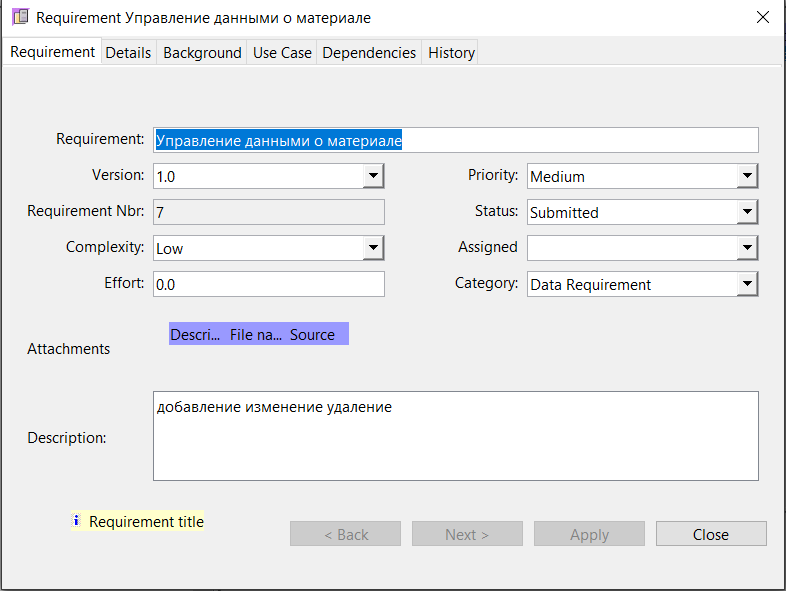 Requirement Управление данными о материале
Requirement Details Background Use Case Dependencies History
Requirement: Управление данными о материале
Version: 1.0 Priority: Medium
Requirement Nbr: 7 Status: Submitted
Complexity: Low Assigned
Effort: 0.0 Category: Data Requirement
Descri... File na... Source
Attachments
добавление изменение удаление
Description:
Requirement title
< Back Next > Apply Close